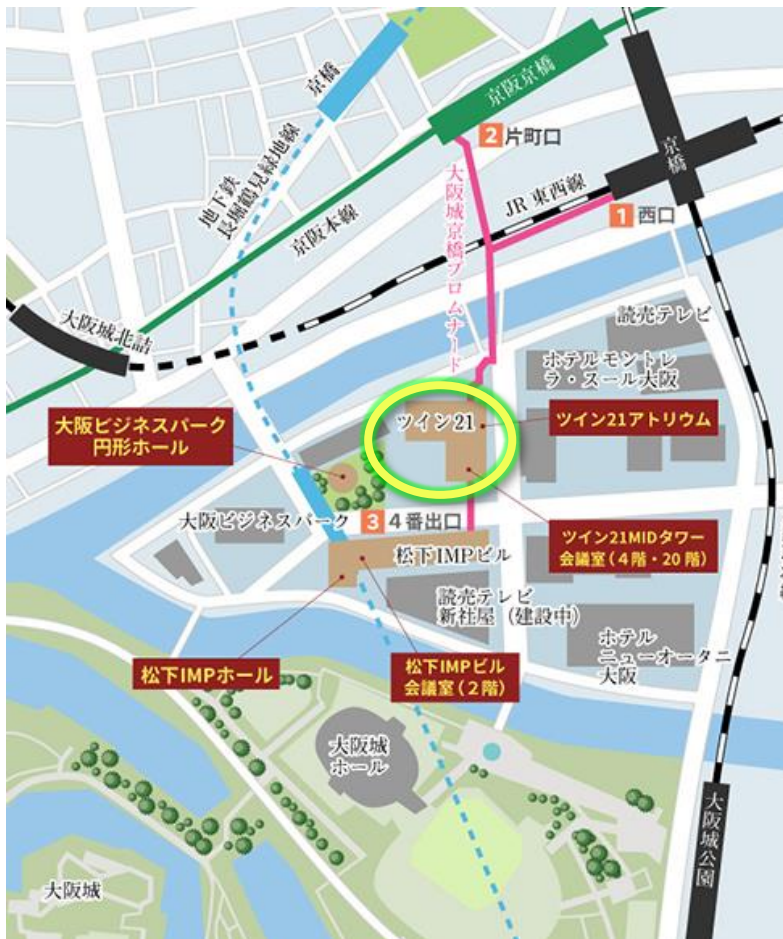 京橋
京阪京橋
2 片町口
京橋
地下鉄
長堀鶴見緑地線
京阪本線
大阪城京橋プロムナード
JR 東西線
1 西口
大阪城北詰
読売テレビ
ホテルモントレ
ラ・スール大阪
ツイン21
ツイン21アトリウム
大阪ビジネスパーク
円形ホール
大阪ビジネスパーク
3 4番出口
ツイン21MIDタワー
会議室(4階・20階)
松下IMPビル
読売テレビ
新社屋(建設中)
ホテル
ニューオータニ
大阪
松下IMPホール
松下IMPビル
会議室(2階)
大阪城
ホール
大阪城公園
大阪城